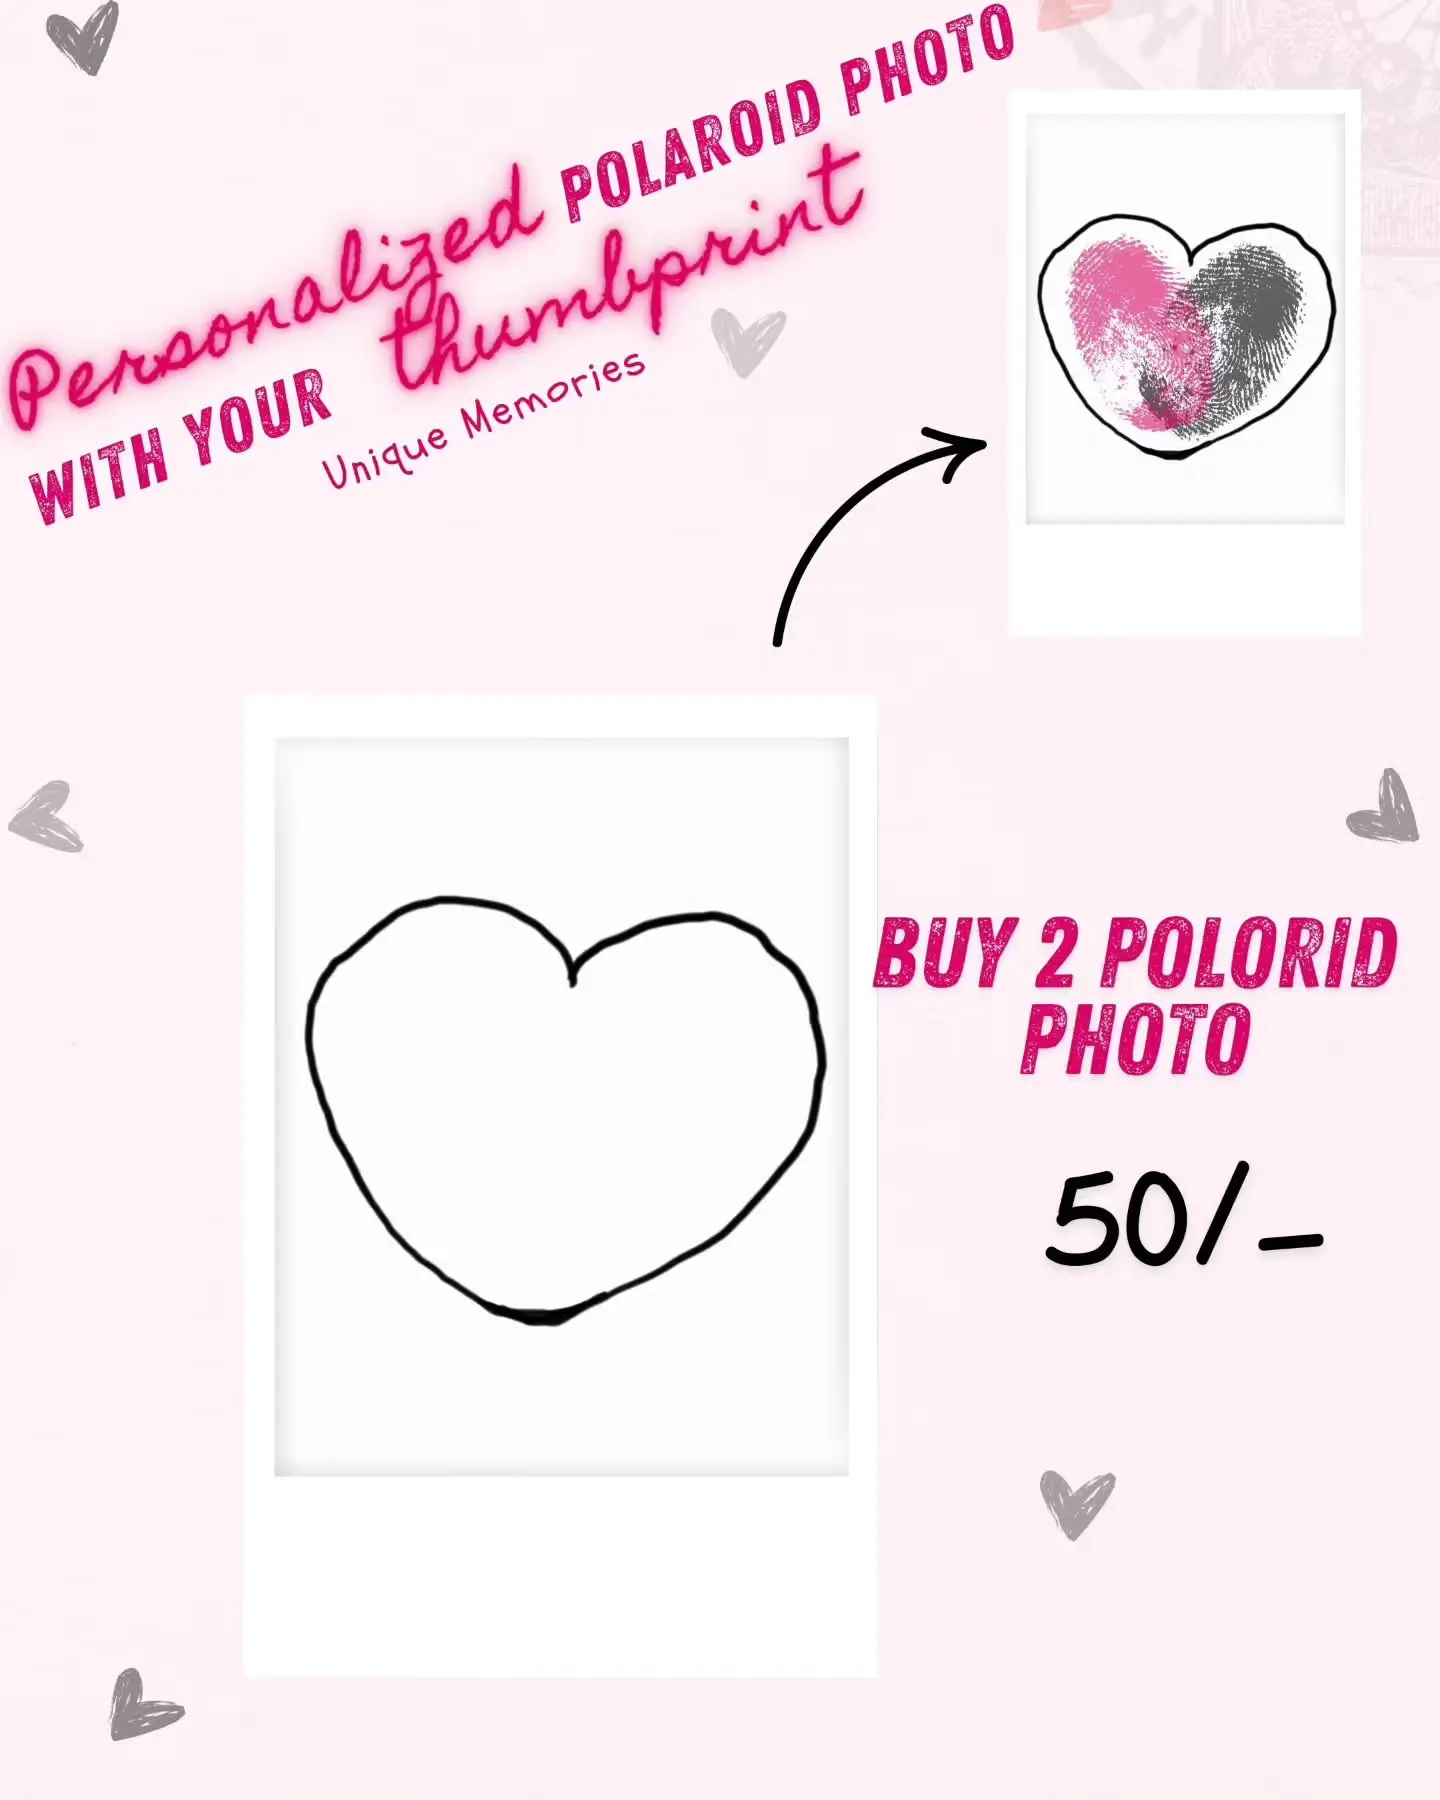 Personalized POLAROID PHOTO
WITH YOUR thumbprint
Unique Memories
BUY 2 POLORID
PHOTO
50/-